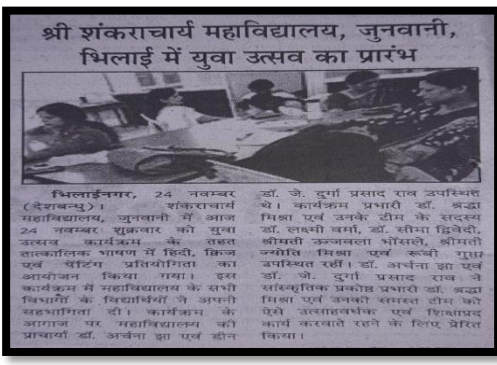 श्री शंकराचार्य महाविद्यालय, जुनवानी,
भिलाई में युवा उत्सव का प्रारंभ
भिलाईनगर, 24 नवम्बर
(देशबन्धु)। शंकराचार्य
महाविद्यालय, जुनवानी में आज
24 नवम्बर शुक्रवार को युवा
उत्सव कार्यक्रम के तहत
तात्कालिक भाषण में हिंदी, क्विज
एवं पेंटिंग प्रतियोगिता का
आयोजन किया गया। इस
कार्यक्रम में महाविद्यालय के सभी
विभागों के विद्यार्थियों ने अपनी
सहभागिता दी। कार्यक्रम के
आगाज पर महाविद्यालय की
प्राचार्या डॉ. अर्चना झा एवं डीन
डॉ. जे. दुर्गा प्रसाद राव उपस्थित
थे। कार्यक्रम प्रभारी डॉ. श्रद्धा
मिश्रा एवं उनके टीम के सदस्य
डॉ. लक्ष्मी वर्मा, डॉ. सीमा द्विवेदी,
श्रीमती उज्जवला भोंसले, श्रीमती
ज्योति मिश्रा एवं रूबी गुप्ता
उपस्थित रहीं। डॉ. अर्चना झा एवं
डॉ. जे. दुर्गा प्रसाद राव ने
सांस्कृतिक प्रकोष्ठ प्रभारी डॉ. श्रद्धा
मिश्रा एवं उनकी समस्त टीम को
ऐसे उत्साहवर्धक एवं शिक्षाप्रद
कार्य करवाते रहने के लिए प्रेरित
किया।